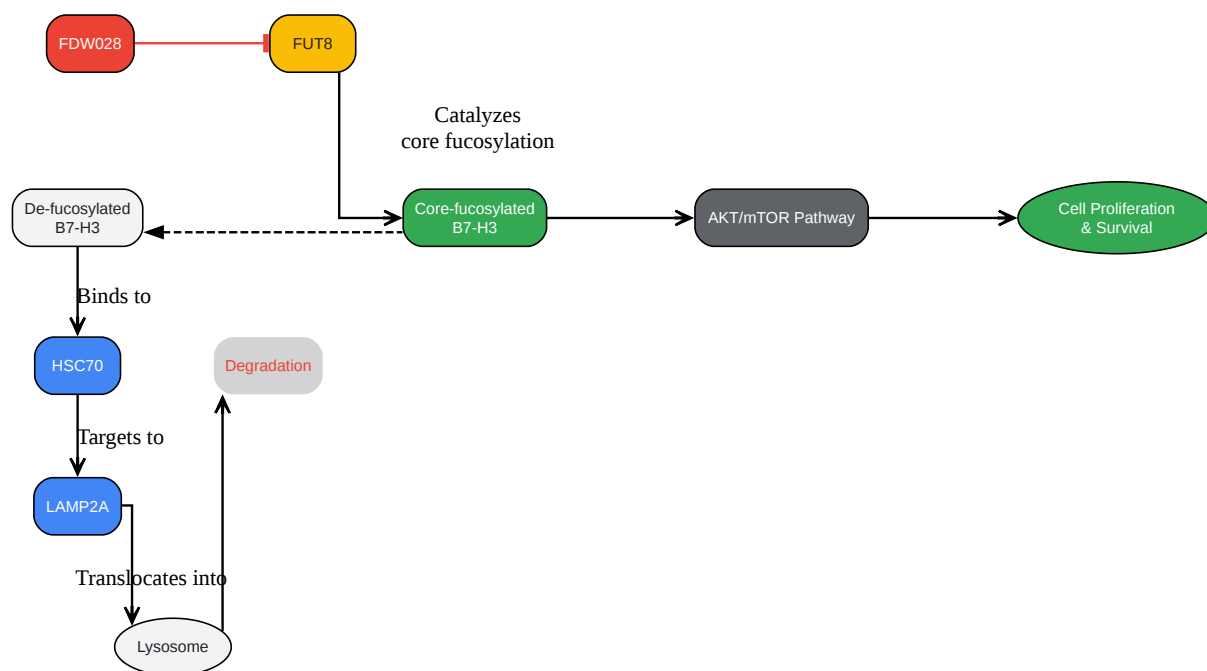 FDW028
FUT8
Catalyzes
core fucosylation
De-fucosylated
B7-H3
Core-fucosylated
B7-H3
AKT/mTOR Pathway
Cell Proliferation
& Survival
Binds to
HSC70
Degradation
Targets to
LAMP2A
Translocates into
Lysosome